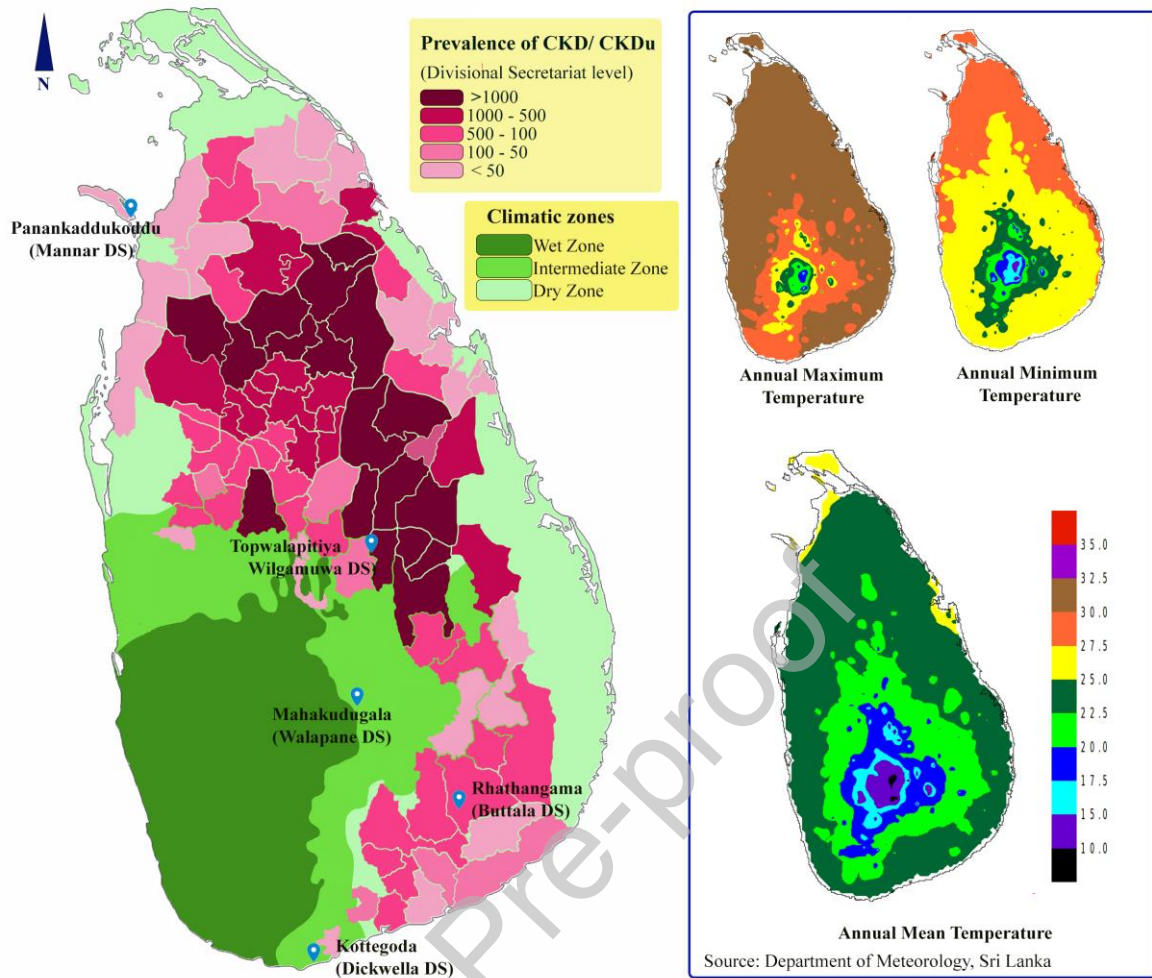 N
Prevalence of CKD/ CKDu
(Divisional Secretariat level)
>1000
1000 - 500
500 - 100
100 - 50
< 50
Climatic zones
Wet Zone
Intermediate Zone
Dry Zone
Panankaddukoddu
(Mannar DS)
Topwalapitiya
Wilgamuwa DS)
Mahakudugala
(Walapane DS)
Rhathangama
(Buttala DS)
Kottegoda
(Dickwella DS)
Annual Maximum
Temperature
Annual Minimum
Temperature
35.0
32.5
30.0
27.5
25.0
22.5
20.0
17.5
15.0
10.0
Annual Mean Temperature
Source: Department of Meteorology, Sri Lanka
Pre-proof